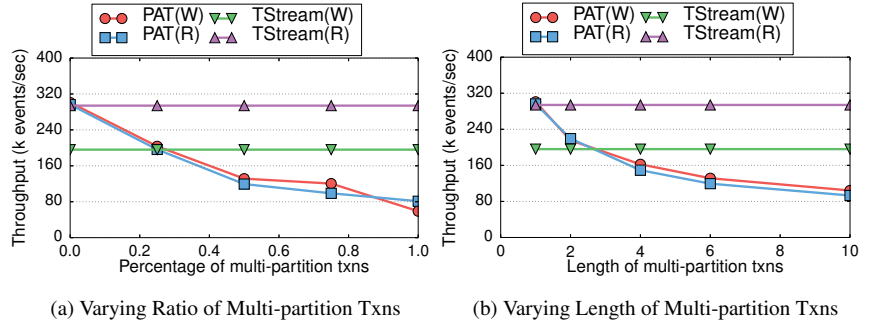 PAT(W) TStream(W)
PAT(R) TStream(R)
400
320
240
160
80
0
Throughput (k events/sec)
0.0 0.2 0.4 0.6 0.8 1.0
Percentage of multi-partition txns
(a) Varying Ratio of Multi-partition Txns
PAT(W) TStream(W)
PAT(R) TStream(R)
400
320
240
160
80
0
Throughput (k events/sec)
0 2 4 6 8 10
Length of multi-partition txns
(b) Varying Length of Multi-partition Txns